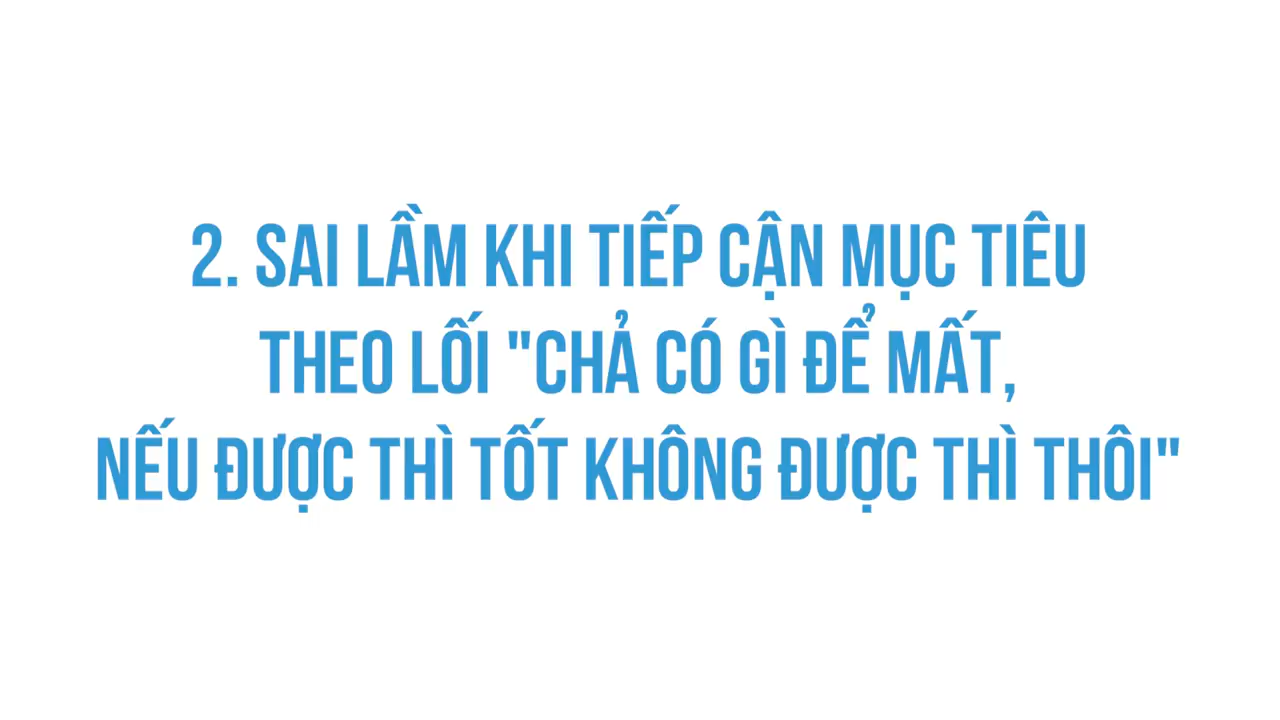 2. SAI LẦM KHI TIẾP CẬN MỤC TIÊU
THEO LỐI "CHẢ CÓ GÌ ĐỂ MẤT,
NẾU ĐƯỢC THÌ TỐT KHÔNG ĐƯỢC THÌ THÔI"